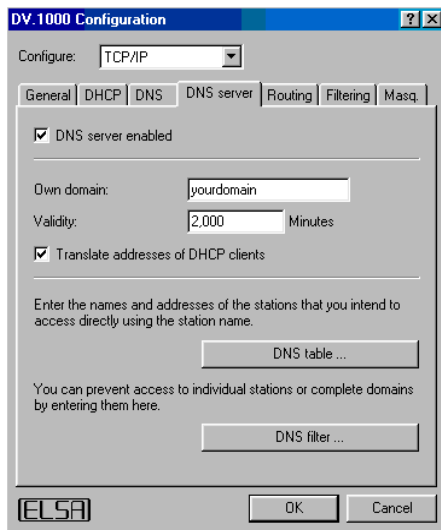 DV.1000 Configuration
Configure: TCP/IP
General DHCP DNS DNS server Routing Filtering Masq.
DNS server enabled
Own domain: yourdomain
Validity: 2,000 Minutes
Translate addresses of DHCP clients
Enter the names and addresses of the stations that you intend to
access directly using the station name.
DNS table ...
You can prevent access to individual stations or complete domains
by entering them here.
DNS filter ...
ELSA OK Cancel